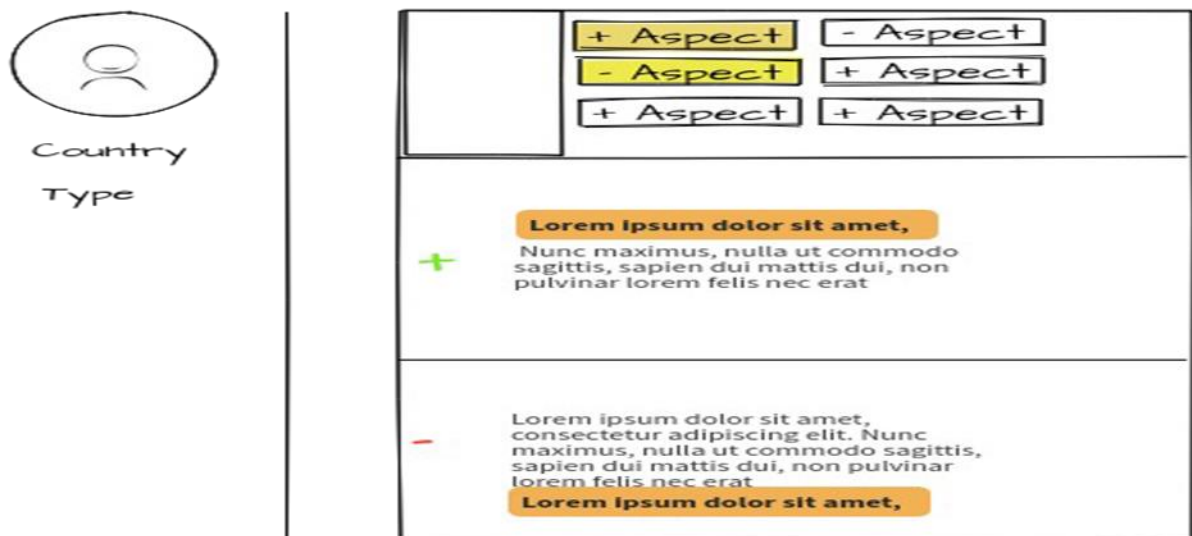 Country
Type
+ Aspect - Aspect
- Aspect + Aspect
+ Aspect + Aspect
Lorem ipsum dolor sit amet,
+
Nunc maximus, nulla ut commodo
sagittis, sapien dui mattis dui, non
pulvinar lorem felis nec erat
-
Lorem ipsum dolor sit amet,
consectetur adipiscing elit. Nunc
maximus, nulla ut commodo sagittis,
sapien dui mattis dui, non pulvinar
lorem felis nec erat
Lorem ipsum dolor sit amet,